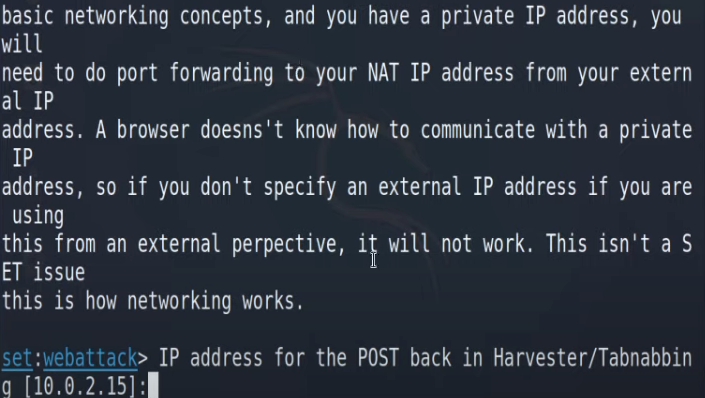 basic networking concepts, and you have a private IP address, you
will
need to do port forwarding to your NAT IP address from your extern
al IP
address. A browser doesns't know how to communicate with a private
 IP
address, so if you don't specify an external IP address if you are
 using
this from an external perpective, it will not work. This isn't a S
ET issue
this is how networking works.

set:webattack> IP address for the POST back in Harvester/Tabnabbin
g [10.0.2.15]: